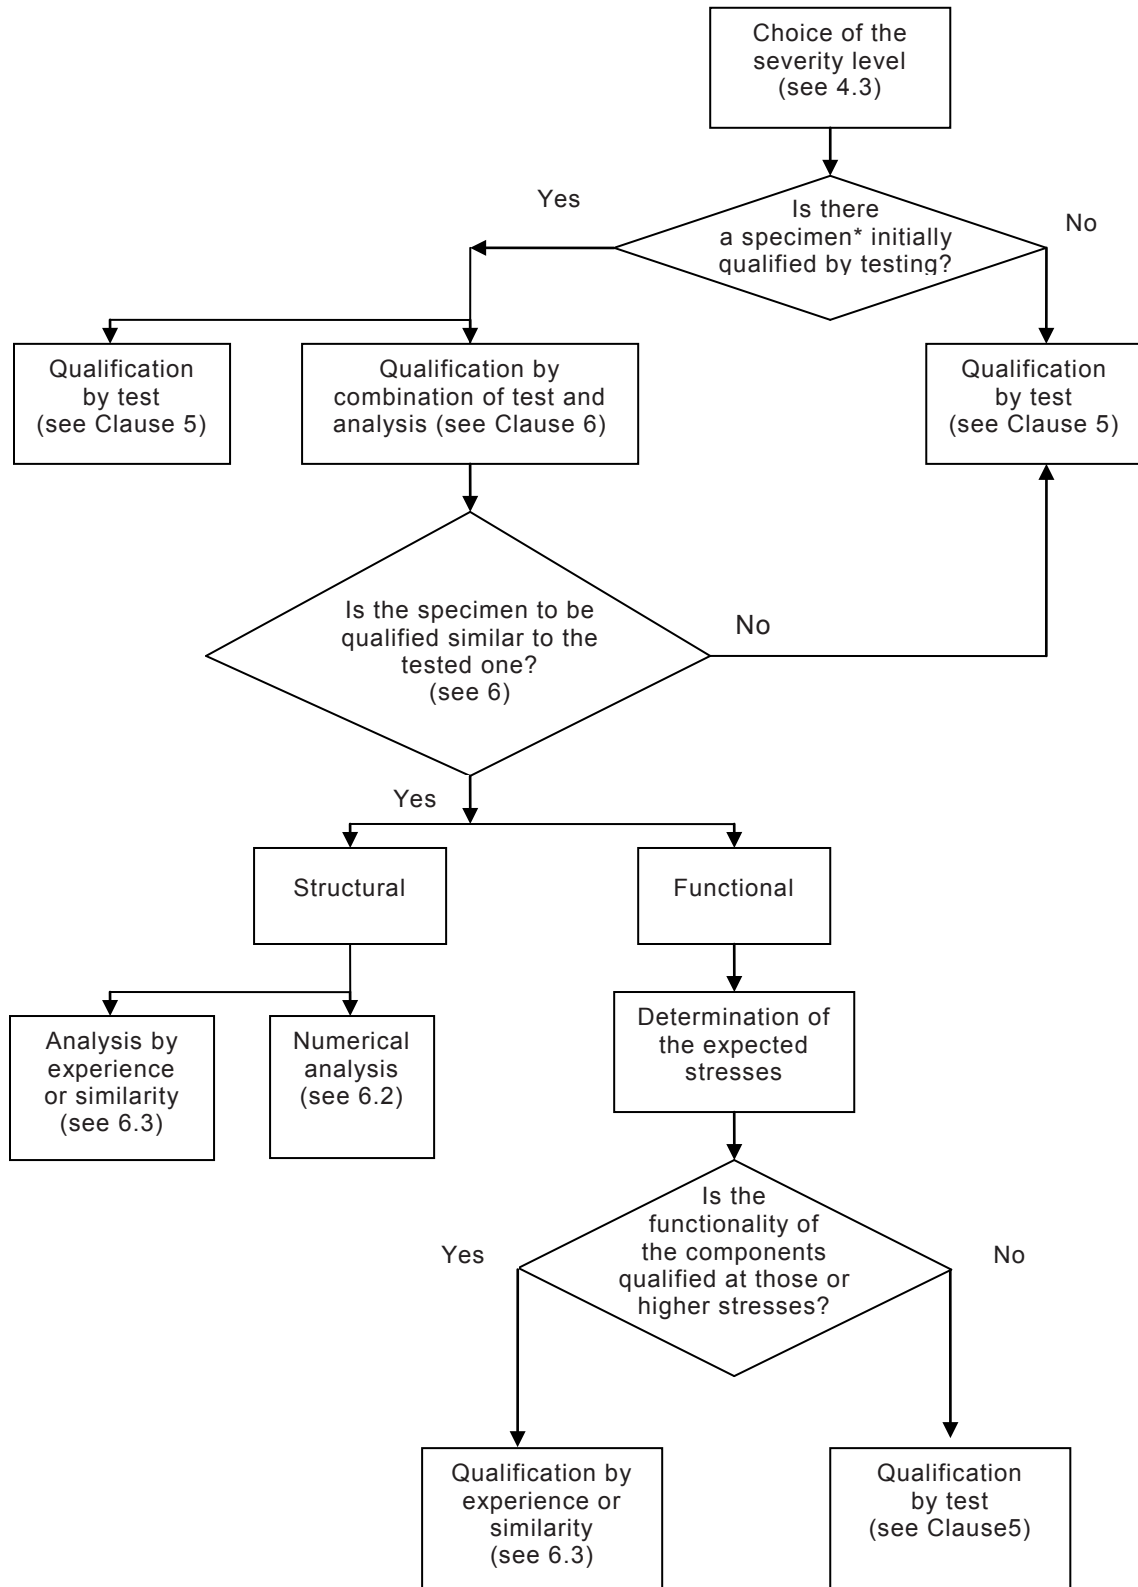 Choice of the
severity level
(see 4.3)
Yes
Is there
a specimen* initially
qualified by testing?
No
Qualification
by test
(see Clause 5)
Qualification by
combination of test and
analysis (see Clause 6)
Qualification
by test
(see Clause 5)
Is the specimen to be
qualified similar to the
tested one?
(see 6)
No
Yes
Structural
Functional
Analysis by
experience
or similarity
(see 6.3)
Numerical
analysis
(see 6.2)
Determination of
the expected
stresses
Yes
Is the
functionality of
the components
qualified at those or
higher stresses?
No
Qualification by
experience or
similarity
(see 6.3)
Qualification
by test
(see Clause5)